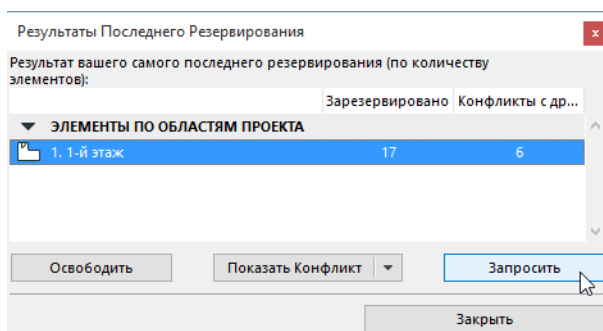 Результаты Последнего Резервирования
x
Результат вашего самого последнего резервирования (по количеству
элементов):
Зарезервировано Конфликты с др...
ЭЛЕМЕНТЫ ПО ОБЛАСТЯМ ПРОЕКТА
1. 1-й этаж 17 6
Освободить Показать Конфликт Запросить
Закрыть